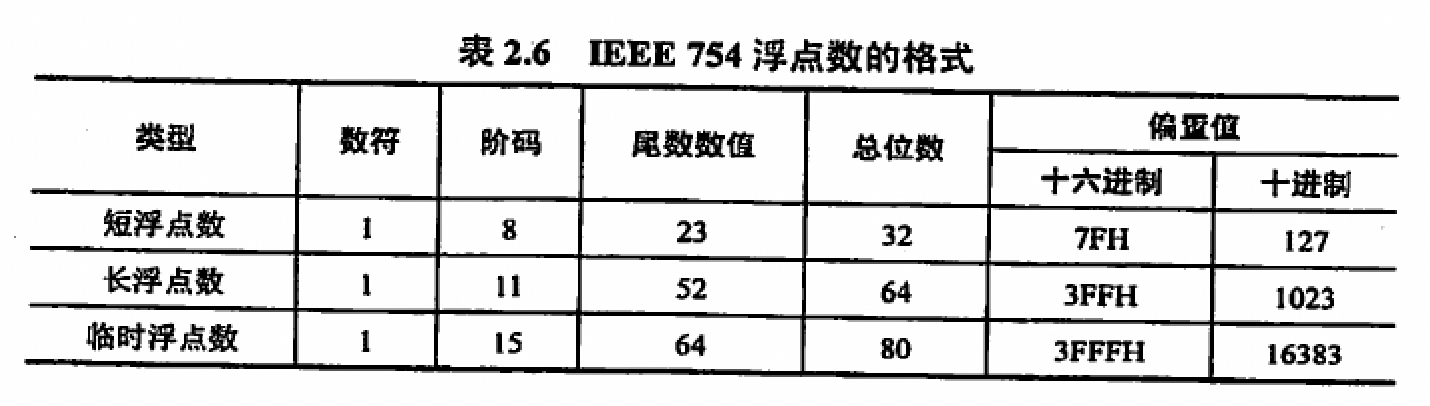 表 2.6 IEEE 754 浮点数的格式
类型 数符 阶码 尾数数值 总位数 偏置值
十六进制 十进制
短浮点数 1 8 23 32 7FH 127
长浮点数 1 11 52 64 3FFH 1023
临时浮点数 1 15 64 80 3FFFH 16383